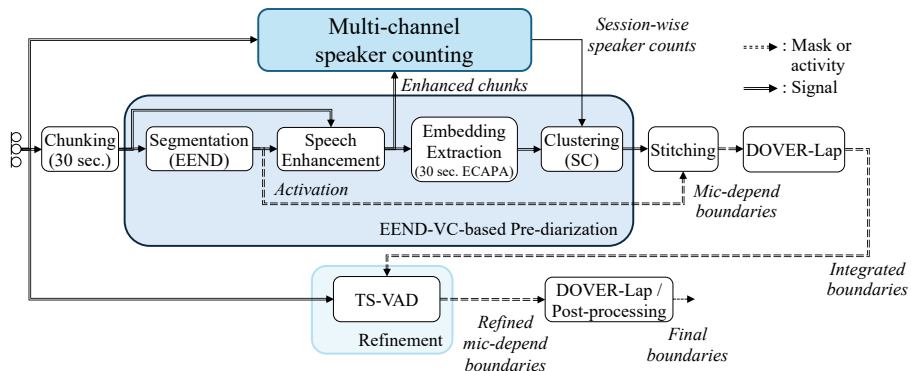 Multi-channel
speaker counting
Session-wise
speaker counts
: Mask or
activity
: Signal
Enhanced chunks
Chunking
(30 sec.)
Segmentation
(EEND)
Speech
Enhancement
Embedding
Extraction
(30 sec. ECAPA)
Clustering
(SC)
Stitching
DOVER-Lap
Activation
Mic-depend
boundaries
EEND-VC-based Pre-diarization
Integrated
boundaries
TS-VAD
Refinement
DOVER-Lap /
Post-processing
Refined
mic-depend
boundaries
Final
boundaries